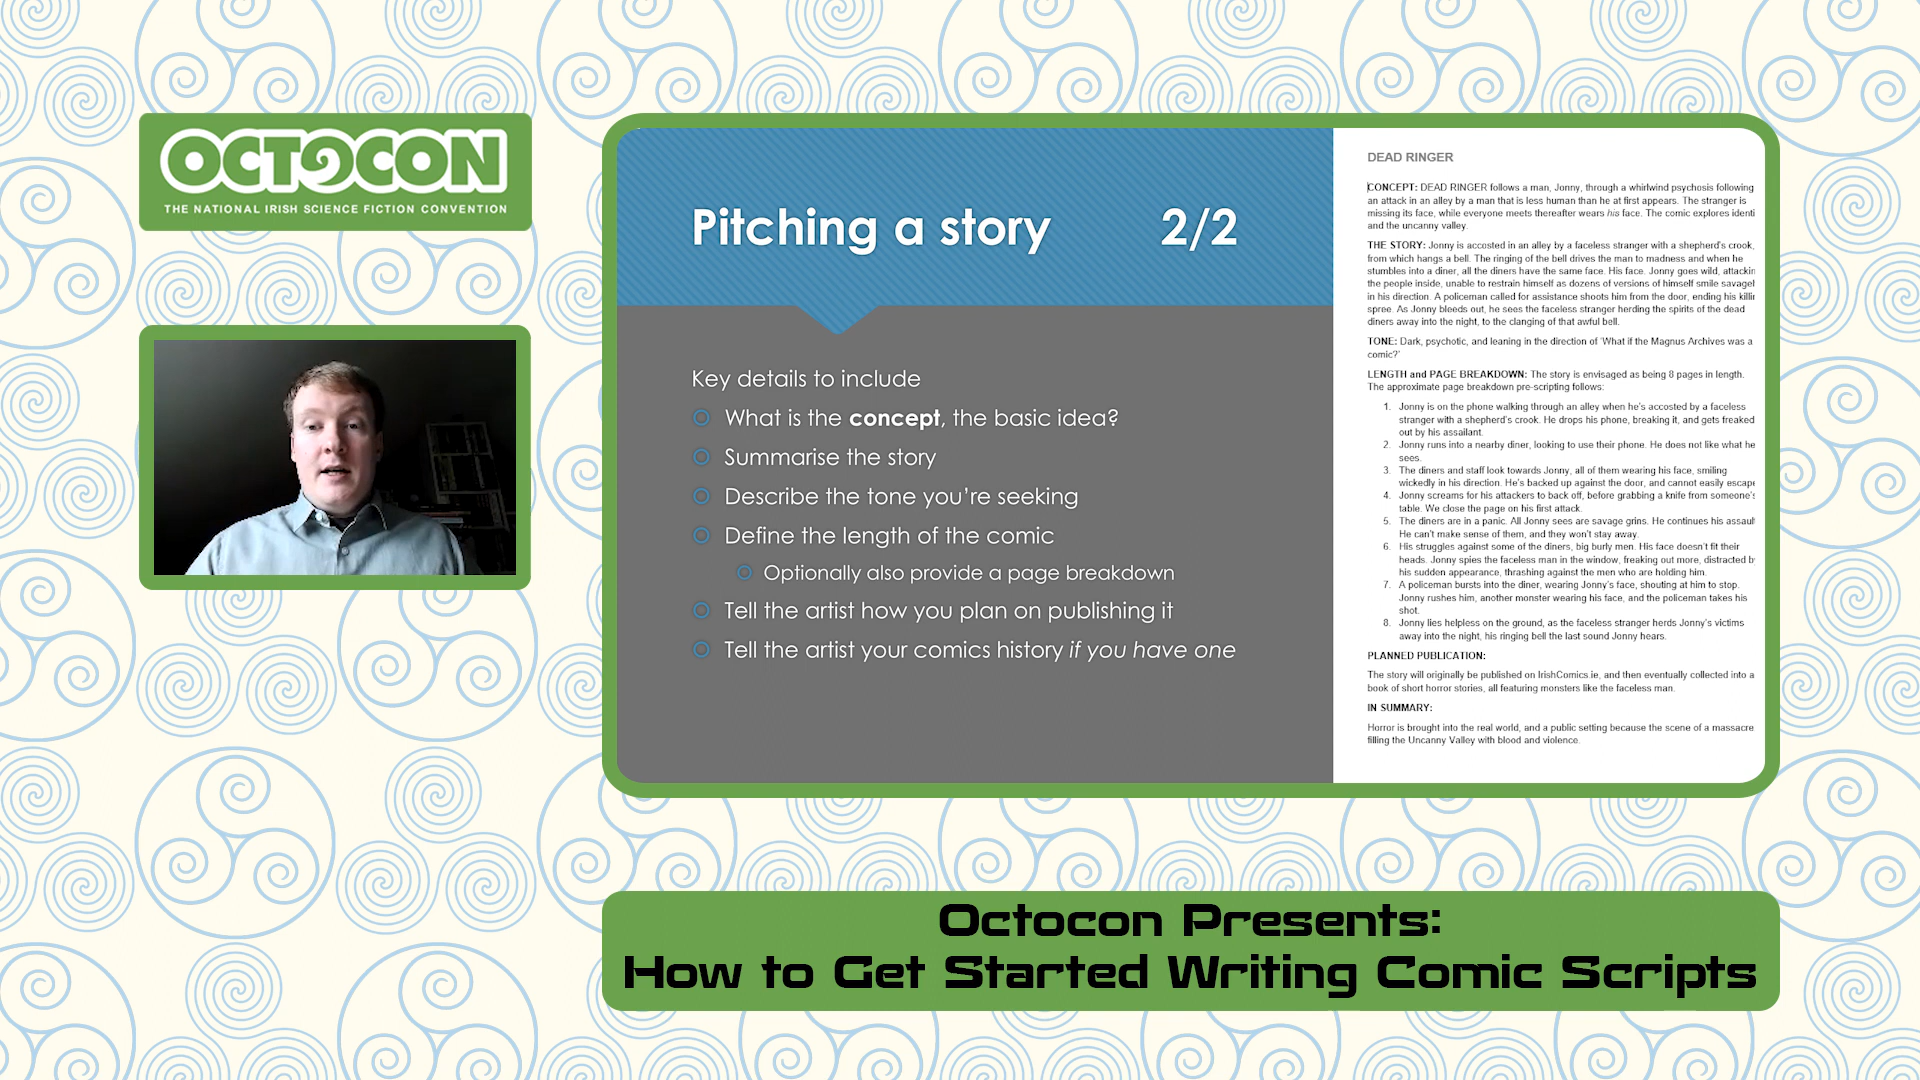 OCTOCON
THE NATIONAL IRISH SCIENCE FICTION CONVENTION
Pitching a story 2/2
Key details to include
What is the concept, the basic idea?
Summarise the story
Describe the tone you're seeking
Define the length of the comic
Optionally also provide a page breakdown
Tell the artist how you plan on publishing it
Tell the artist your comics history if you have one
DEAD RINGER
CONCEPT: DEAD RINGER follows a man, Jonny, through a whirlwind psychosis following
an attack in an alley by a man that is less human than he at first appears. The stranger is
missing its face, while everyone meets thereafter wears his face. The comic explores identi
and the uncanny valley.
THE STORY: Jonny is accosted in an alley by a faceless stranger with a shepherd's crook,
from which hangs a bell. The ringing of the bell drives the man to madness and when he
stumbles into a diner, all the diners have the same face. His face. Jonny goes wild, attackin
the people inside, unable to restrain himself as dozens of versions of himself smile savagel
in his direction. A policeman called for assistance shoots him from the door, ending his killin
spree. As Jonny bleeds out, he sees the faceless stranger herding the spirits of the dead
diners away into the night, to the clanging of that awful bell.
TONE: Dark, psychotic, and leaning in the direction of 'What if the Magnus Archives was a
comic?'
LENGTH and PAGE BREAKDOWN: The story is envisaged as being 8 pages in length.
The approximate page breakdown pre-scripting follows:
1. Jonny is on the phone walking through an alley when he's accosted by a faceless
stranger with a shepherd's crook. He drops his phone, breaking it, and gets freaked
out by his assailant.
2. Jonny runs into a nearby diner, looking to use their phone. He does not like what he
sees.
3. The diners and staff look towards Jonny, all of them wearing his face, smiling
wickedly in his direction. He's backed up against the door, and cannot easily escape
4. Jonny screams for his attackers to back off, before grabbing a knife from someone's
table. We close the page on his first attack.
5. The diners are in a panic. All Jonny sees are savage grins. He continues his assault
He can't make sense of them, and they won't stay away.
6. His struggles against some of the diners, big burly men. His face doesn't fit their
heads. Jonny spies the faceless man in the window, freaking out more, distracted by
his sudden appearance, thrashing against the men who are holding him.
7. A policeman bursts into the diner, wearing Jonny's face, shouting at him to stop.
Jonny rushes him, another monster wearing his face, and the policeman takes his
shot.
8. Jonny lies helpless on the ground, as the faceless stranger herds Jonny's victims
away into the night, his ringing bell the last sound Jonny hears.
PLANNED PUBLICATION:
The story will originally be published on IrishComics.ie, and then eventually collected into a
book of short horror stories, all featuring monsters like the faceless man.
IN SUMMARY:
Horror is brought into the real world, and a public setting because the scene of a massacre
filling the Uncanny Valley with blood and violence.
Octocon Presents:
How to Get Started Writing Comic Scripts